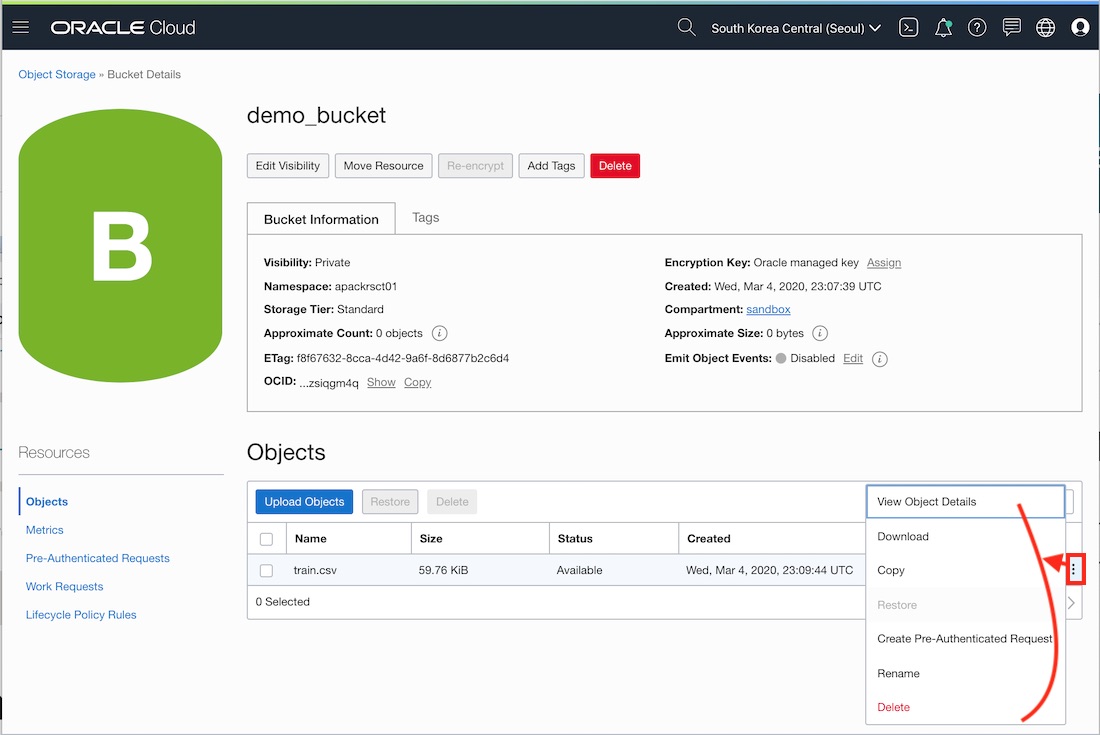 ORACLE Cloud
South Korea Central (Seoul)
Object Storage » Bucket Details
B
demo_bucket
Edit Visibility Move Resource Re-encrypt Add Tags Delete
Bucket Information Tags
Visibility: Private Encryption Key: Oracle managed key Assign
Namespace: apackrsct01 Created: Wed, Mar 4, 2020, 23:07:39 UTC
Storage Tier: Standard Compartment: sandbox
Approximate Count: 0 objects i Approximate Size: 0 bytes i
ETag: f8f67632-8cca-4d42-9a6f-8d6877b2c6d4 Emit Object Events: Disabled Edit i
OCID: ...zsiqgm4q Show Copy
Resources
Objects
Metrics
Pre-Authenticated Requests
Work Requests
Lifecycle Policy Rules
Objects
Upload Objects Restore Delete
Name Size Status Created
train.csv 59.76 KiB Available Wed, Mar 4, 2020, 23:09:44 UTC
0 Selected
View Object Details
Download
Copy
Restore
Create Pre-Authenticated Request
Rename
Delete